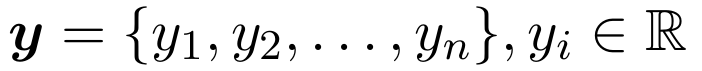 𝒚 = {y₁, y₂, . . . , yₙ}, yᵢ ∈ ℝ